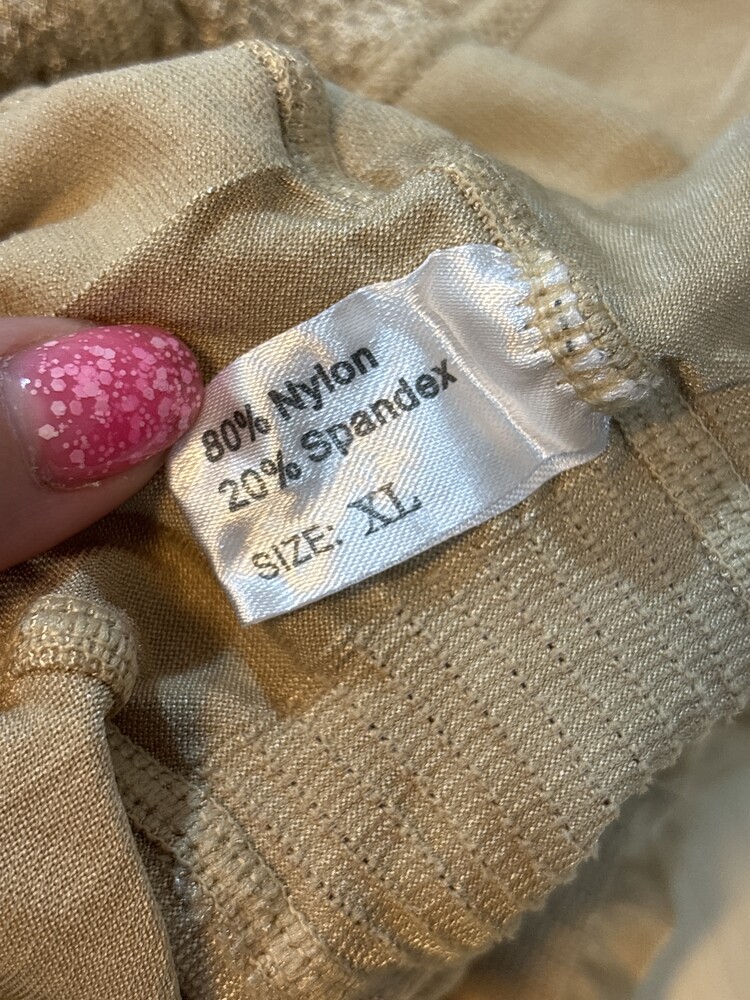 80% Nylon
20% Spandex
SIZE: XL